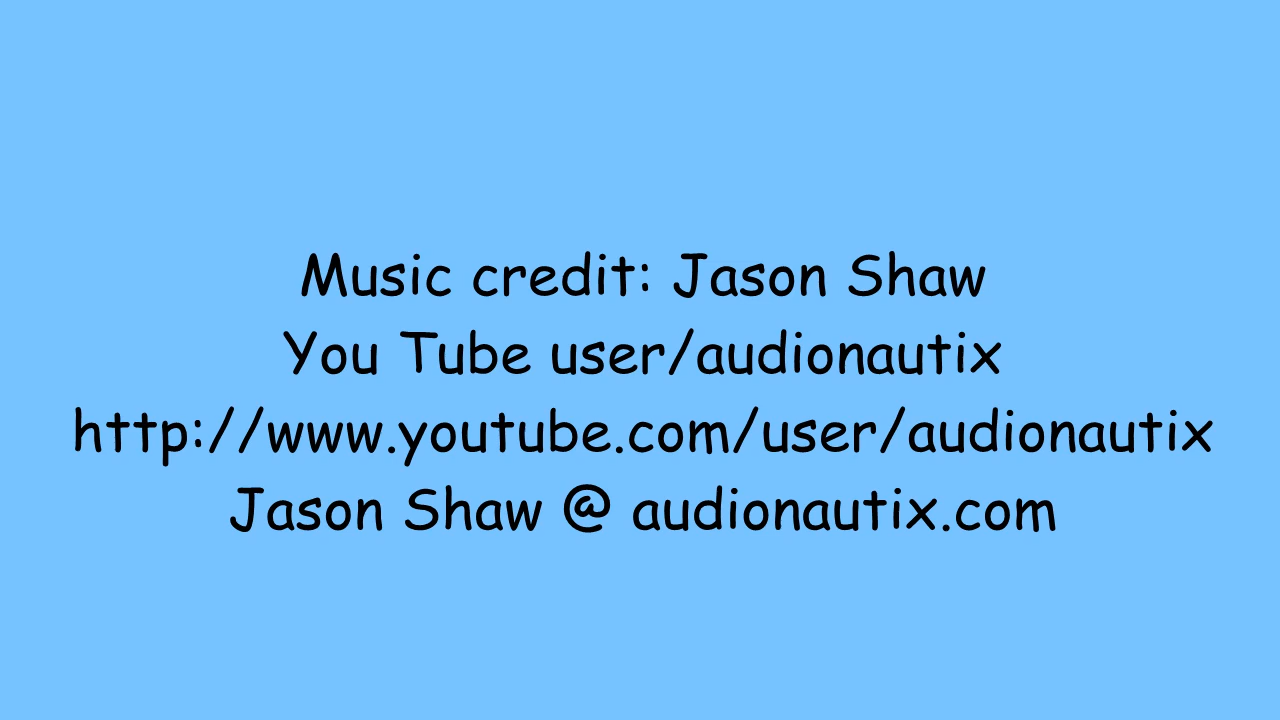 Music credit: Jason Shaw
You Tube user/audionautix
http://www.youtube.com/user/audionautix
Jason Shaw @ audionautix.com